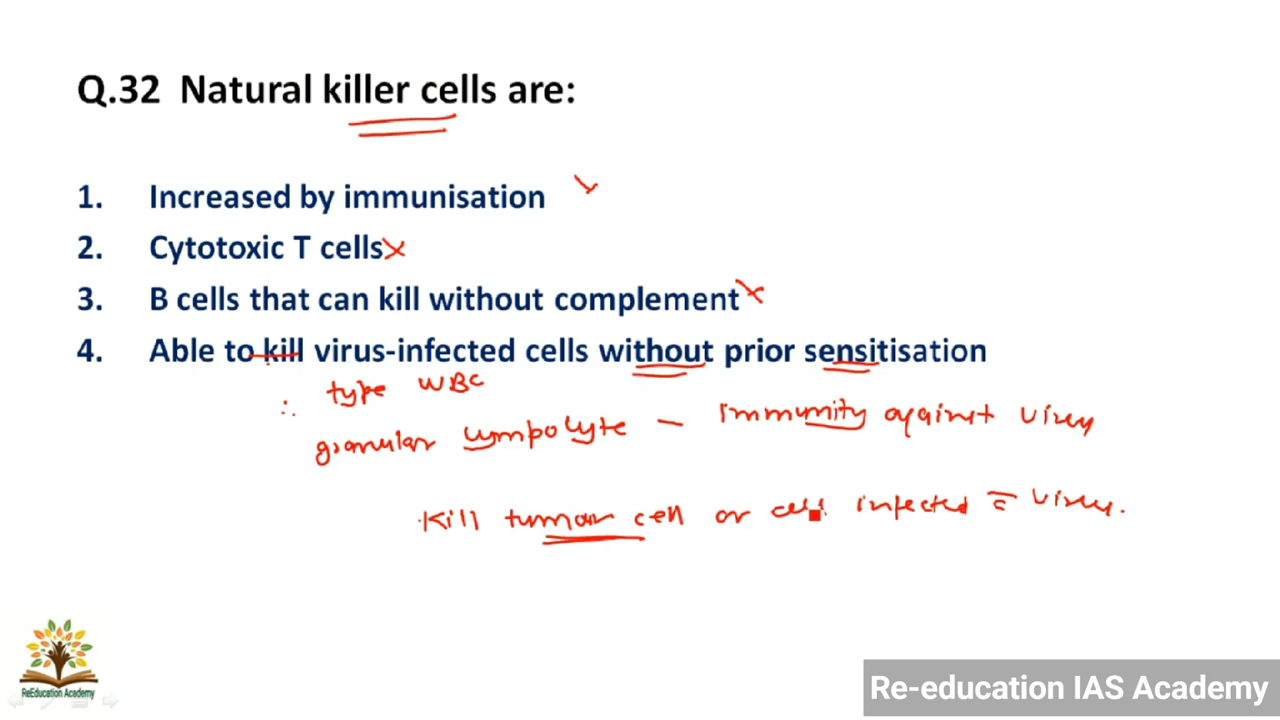 Q.32 Natural killer cells are:
1. Increased by immunisation
2. Cytotoxic T cells
3. B cells that can kill without complement
4. Able to kill virus-infected cells without prior sensitisation
∴ type WBC
granular lympolyte – Immunity against virus
Kill tumor cell or cell infected c̄ virus.
ReEducation Academy
Re-education IAS Academy